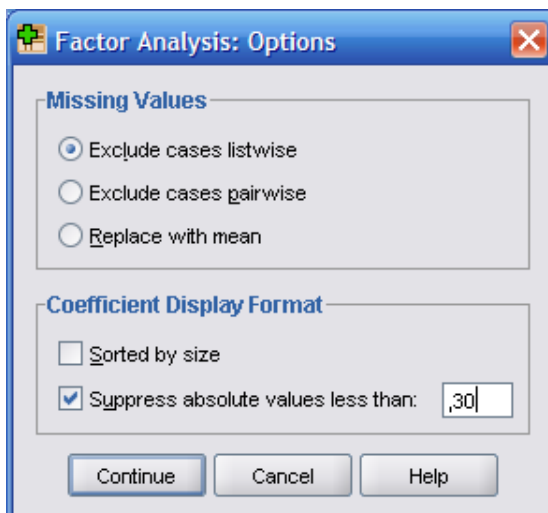 Factor Analysis: Options
Missing Values
Exclude cases listwise
Exclude cases pairwise
Replace with mean
Coefficient Display Format
Sorted by size
Suppress absolute values less than: ,30
Continue Cancel Help